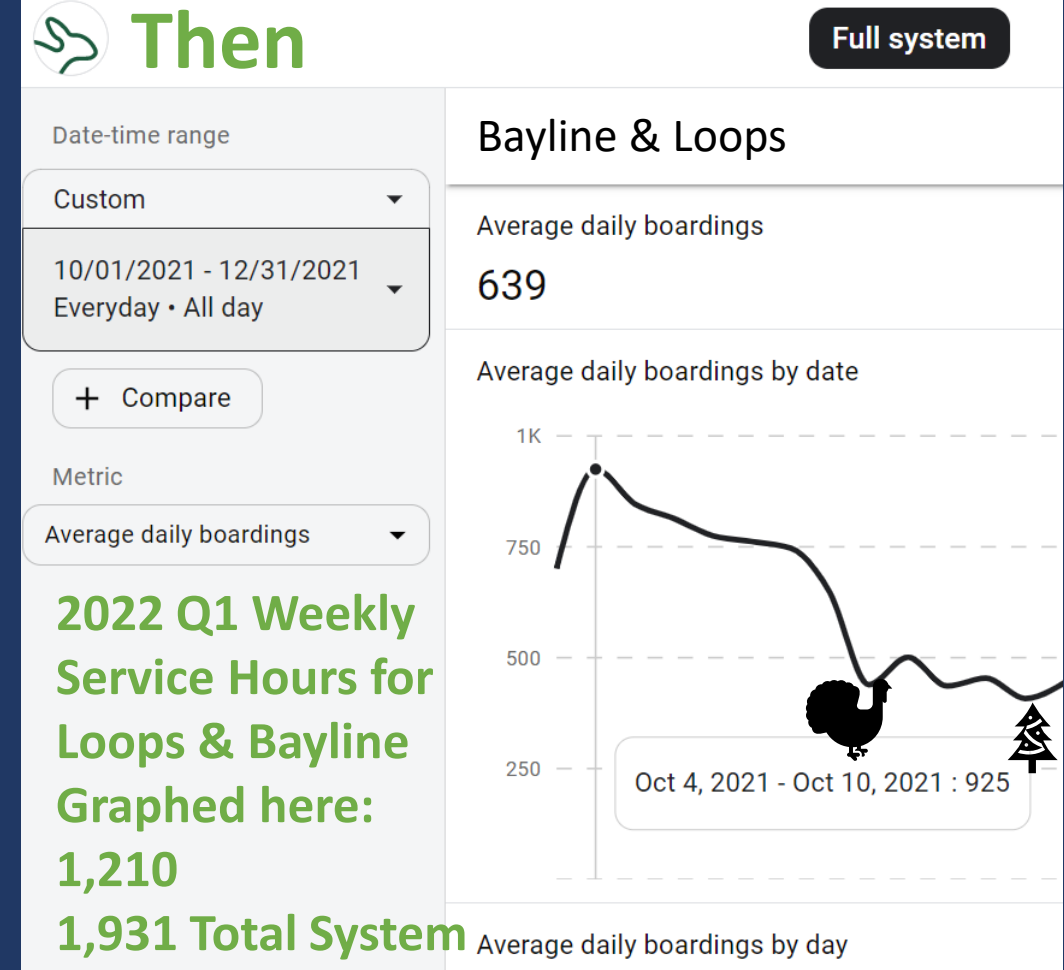 Then
Full system
Date-time range
Custom
10/01/2021 - 12/31/2021
Everyday • All day
+ Compare
Metric
Average daily boardings
2022 Q1 Weekly
Service Hours for
Loops & Bayline
Graphed here:
1,210
1,931 Total System
Bayline & Loops
Average daily boardings
639
Average daily boardings by date
1K
750
500
250
Oct 4, 2021 - Oct 10, 2021 : 925
Average daily boardings by day